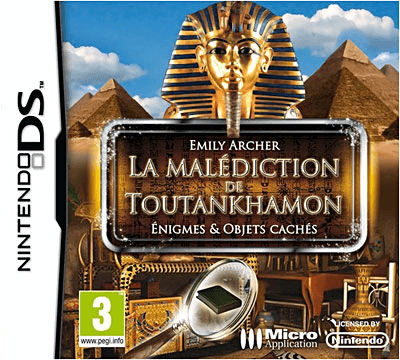 NINTENDO DS™
EMILY ARCHER
LA MALÉDICTION
DE
TOUTANKHAMON
ÉNIGMES & OBJETS CACHÉS
3
www.pegi.info
Micro
Application
LICENSED BY
Nintendo